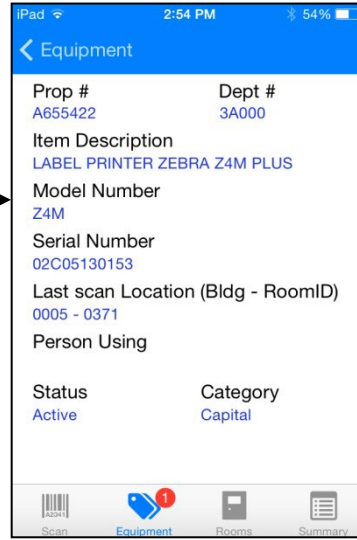 iPad 2:54 PM 54%
Equipment
Prop # Dept #
A655422 3A000
Item Description
LABEL PRINTER ZEBRA Z4M PLUS
Model Number
Z4M
Serial Number
02C05130153
Last scan Location (Bldg - RoomID)
0005 - 0371
Person Using
Status Category
Active Capital
A2341 1
Scan Equipment Rooms Summary